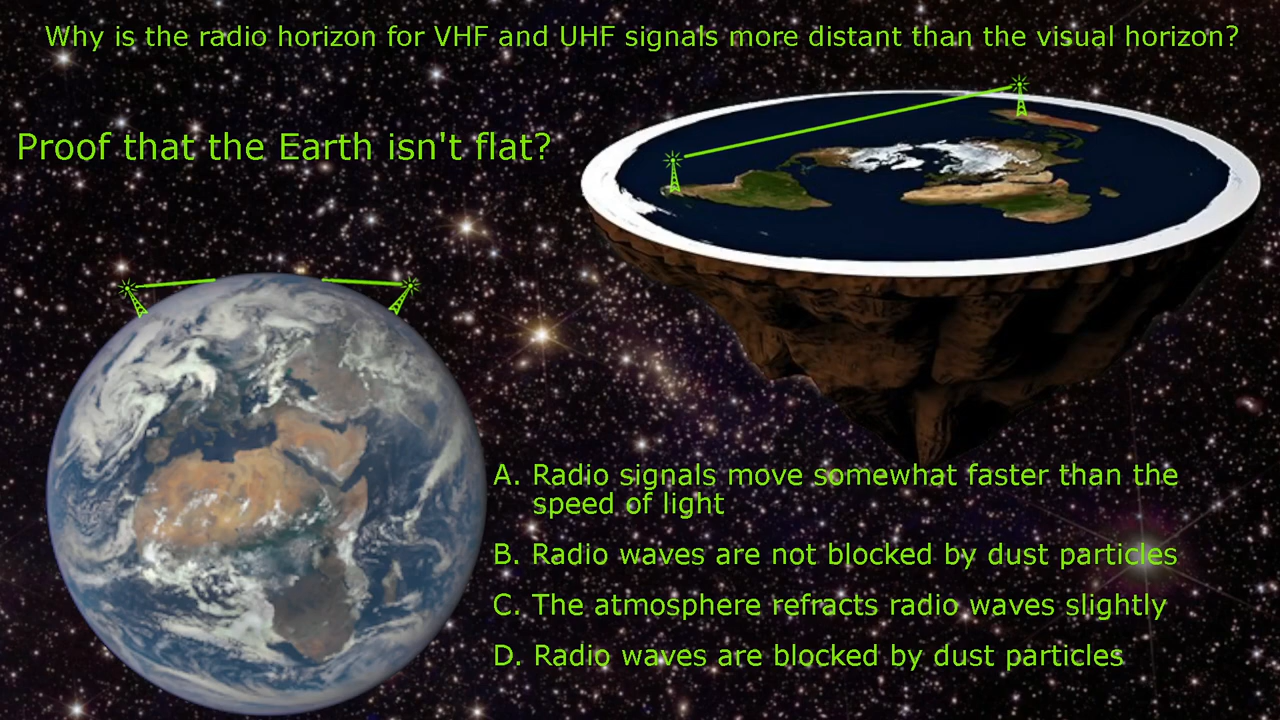 Why is the radio horizon for VHF and UHF signals more distant than the visual horizon?
Proof that the Earth isn't flat?
A. Radio signals move somewhat faster than the
speed of light
B. Radio waves are not blocked by dust particles
C. The atmosphere refracts radio waves slightly
D. Radio waves are blocked by dust particles